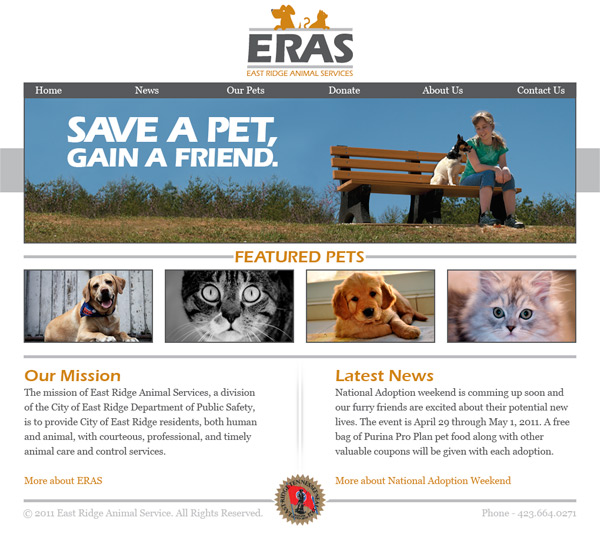 ERAS
EAST RIDGE ANIMAL SERVICES
Home News Our Pets Donate About Us Contact Us
SAVE A PET,
GAIN A FRIEND.
FEATURED PETS
Our Mission
The mission of East Ridge Animal Services, a division
of the City of East Ridge Department of Public Safety,
is to provide City of East Ridge residents, both human
and animal, with courteous, professional, and timely
animal care and control services.
More about ERAS
Latest News
National Adoption weekend is comming up soon and
our furry friends are excited about their potential new
lives. The event is April 29 through May 1, 2011. A free
bag of Purina Pro Plan pet food along with other
valuable coupons will be given with each adoption.
More about National Adoption Weekend
© 2011 East Ridge Animal Service. All Rights Reserved.
Phone - 423.664.0271